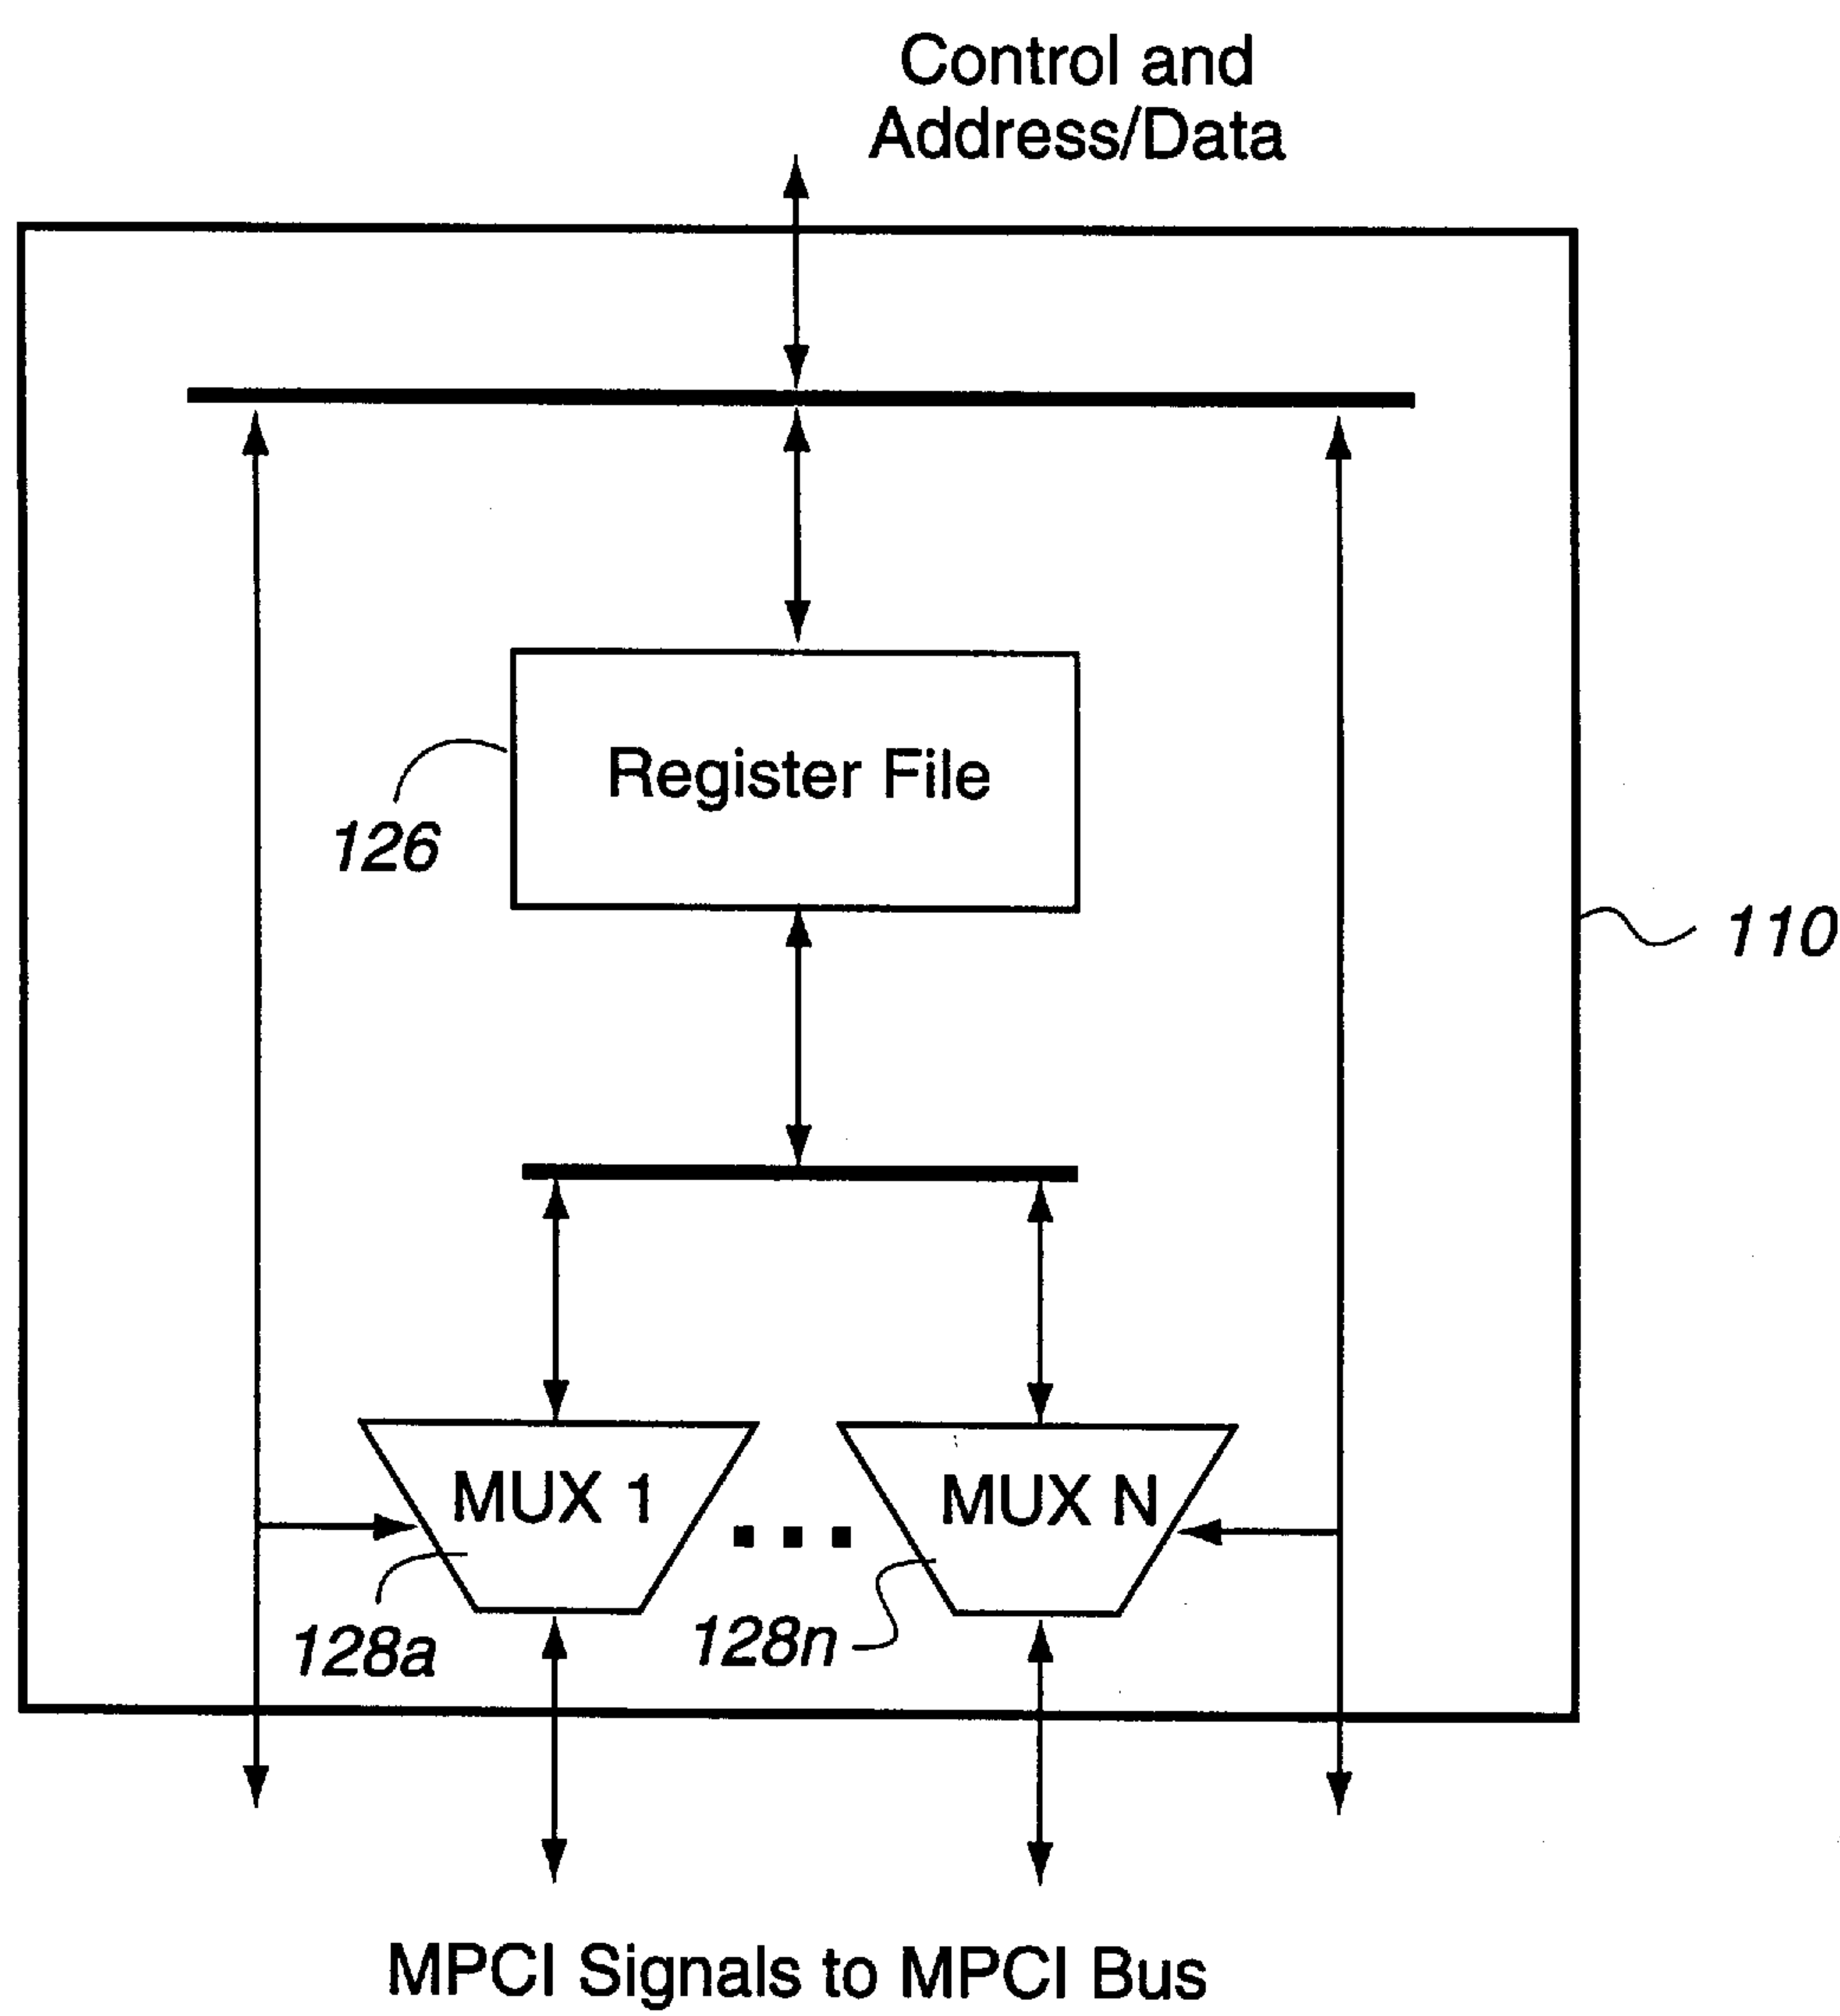 Control and
Address/Data
Register File
126
110
MUX 1
MUX N
128a
128n
MPCI Signals to MPCI Bus